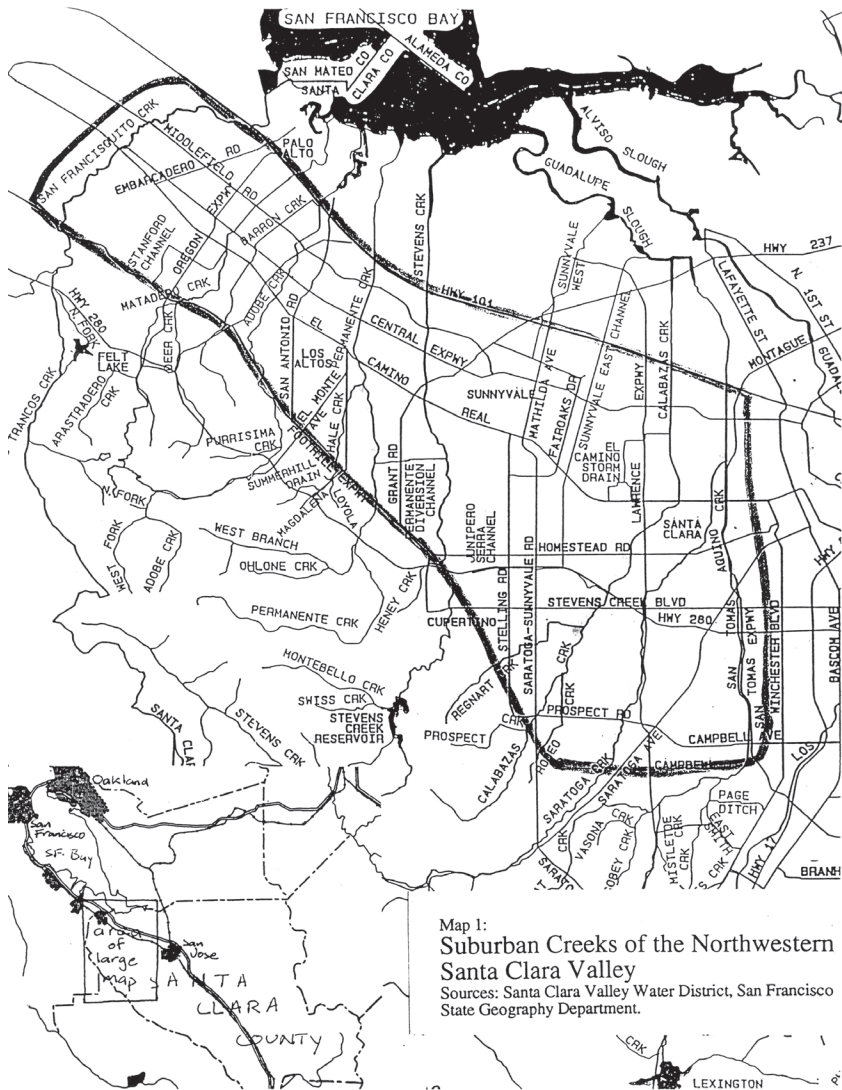 SAN FRANCISCO BAY
ALAMEDA CO
SAN MATEO CO
SANTA CLARA CO
SAN FRANCISQUITO CRK
MIDDLEFIELD RD
EMBARCADERO RD
PALO ALTO
ALVISO SLOUGH
GUADALUPE SLOUGH
STANFORD CHANNEL
OREGON EXPWY
BARRON CRK
STEVENS CRK
SUNNYVALE WEST
HWY 237
LAFAYETTE ST
N 1ST ST
MATADERO CRK
ADOBE CRK
HWY 101
HWY 280
N. FORK
DEER CRK
SAN ANTONIO RD
PERMANENTE CRK
EL CAMINO REAL
CENTRAL EXPWY
SUNNYVALE EAST CHANNEL
CALABAZAS CRK
MONTAGUE
GUADAL
FELT LAKE
LOS ALTOS
MATHILDA AVE
TRANCOS CRK
ARASTRADERO CRK
EL MONTE AVE
SUNNYVALE
FAIROAKS DR
HALE CRK
FOOTHILL EXPWY
PURRISIMA CRK
SUMMERHILL DRAIN
GRANT RD
EL CAMINO STORM DRAIN
LAWRENCE EXPWY
N. FORK
MAGDALENA
LOYOLA
PERMANENTE DIVERSION CHANNEL
SANTA CLARA
AQUINO CRK
WEST FORK
ADOBE CRK
WEST BRANCH
OHLONE CRK
JUNIPERO SERRA CHANNEL
HOMESTEAD RD
PERMANENTE CRK
HENEY CRK
CUPERTINO
STELLING RD
SARATOGA-SUNNYVALE RD
STEVENS CREEK BLVD
HWY 280
SAN TOMAS
SAN TOMAS EXPWY
WINCHESTER BLVD
BASCOM AVE
MONTEBELLO CRK
SWISS CRK
STEVENS CREEK RESERVOIR
REGNART CRK
PROSPECT CRK
PROSPECT RD
CAMPBELL AVE
SANTA CLA
STEVENS CRK
CALABAZAS CRK
RODEO CRK
SARATOGA CRK
SARATOGA AVE
CAMPBELL
LOS
PAGE DITCH
VASONA CRK
MISTLETOE CRK
EAST SMITH
HWY 17
SARATO
OBEY CRK
BRANH
Oakland
San Francisco
S.F. Bay
area of large map
San Jose
SANTA CLARA COUNTY
Map 1:
Suburban Creeks of the Northwestern
Santa Clara Valley
Sources: Santa Clara Valley Water District, San Francisco
State Geography Department.
CRK
LEXINGTON